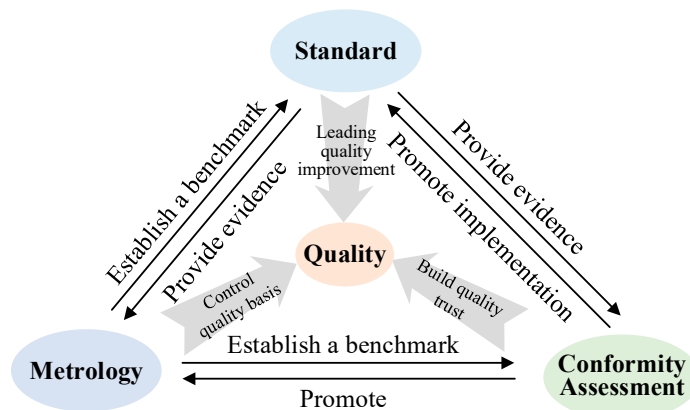 Standard
Leading
quality
improvement
Establish a benchmark
Provide evidence
Provide evidence
Promote implementation
Quality
Control
quality basis
Build quality
trust
Metrology
Establish a benchmark
Promote
Conformity
Assessment